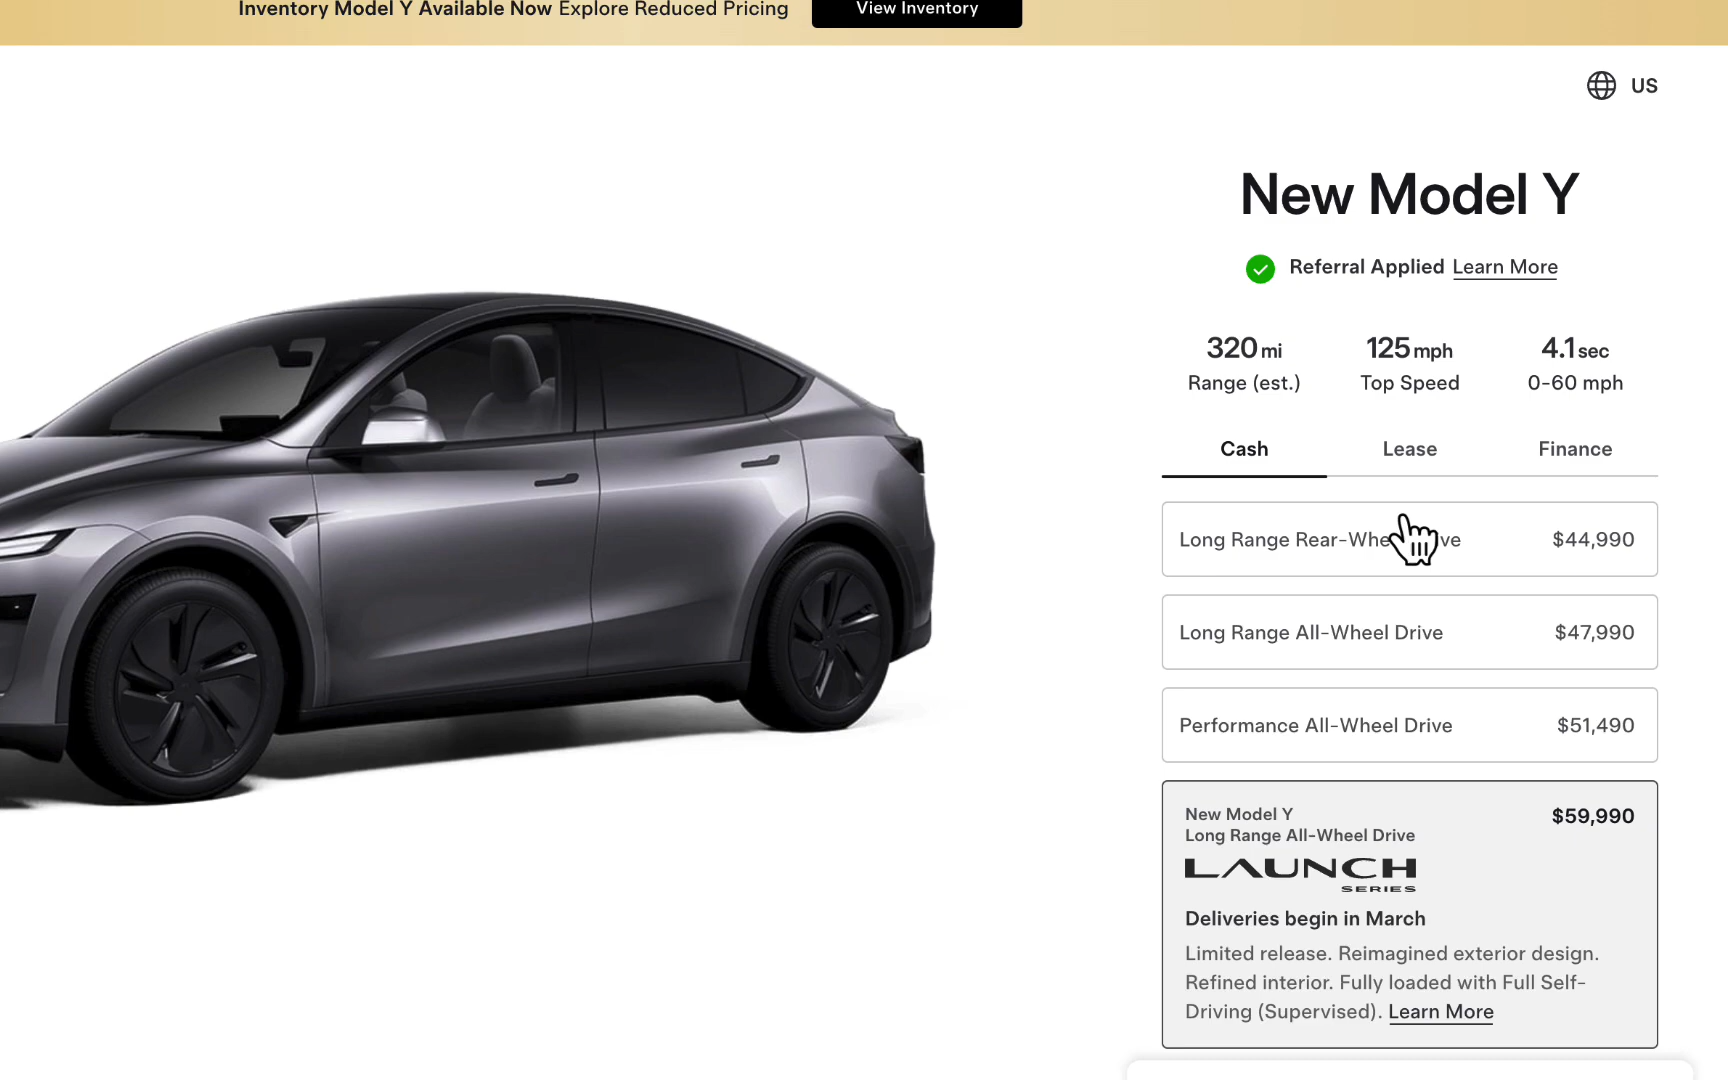 Inventory Model Y Available Now Explore Reduced Pricing
View Inventory
US
New Model Y
Referral Applied Learn More
320 mi
Range (est.)
125 mph
Top Speed
4.1 sec
0-60 mph
Cash
Lease
Finance
Long Range Rear-Whe ve
$44,990
Long Range All-Wheel Drive
$47,990
Performance All-Wheel Drive
$51,490
New Model Y
Long Range All-Wheel Drive
$59,990
LAUNCH
SERIES
Deliveries begin in March
Limited release. Reimagined exterior design.
Refined interior. Fully loaded with Full Self-
Driving (Supervised). Learn More